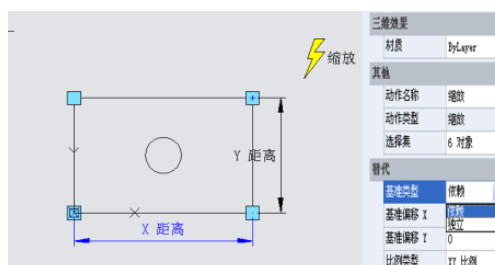 三维效果
材质 ByLayer
缩放
其他
动作名称 缩放
动作类型 缩放
选择集 6 对象
Y 距离
替代
基准类型 依赖
依赖
基准偏移 X 独立
X 距离
基准偏移 Y 0
比例类型 XY 比例